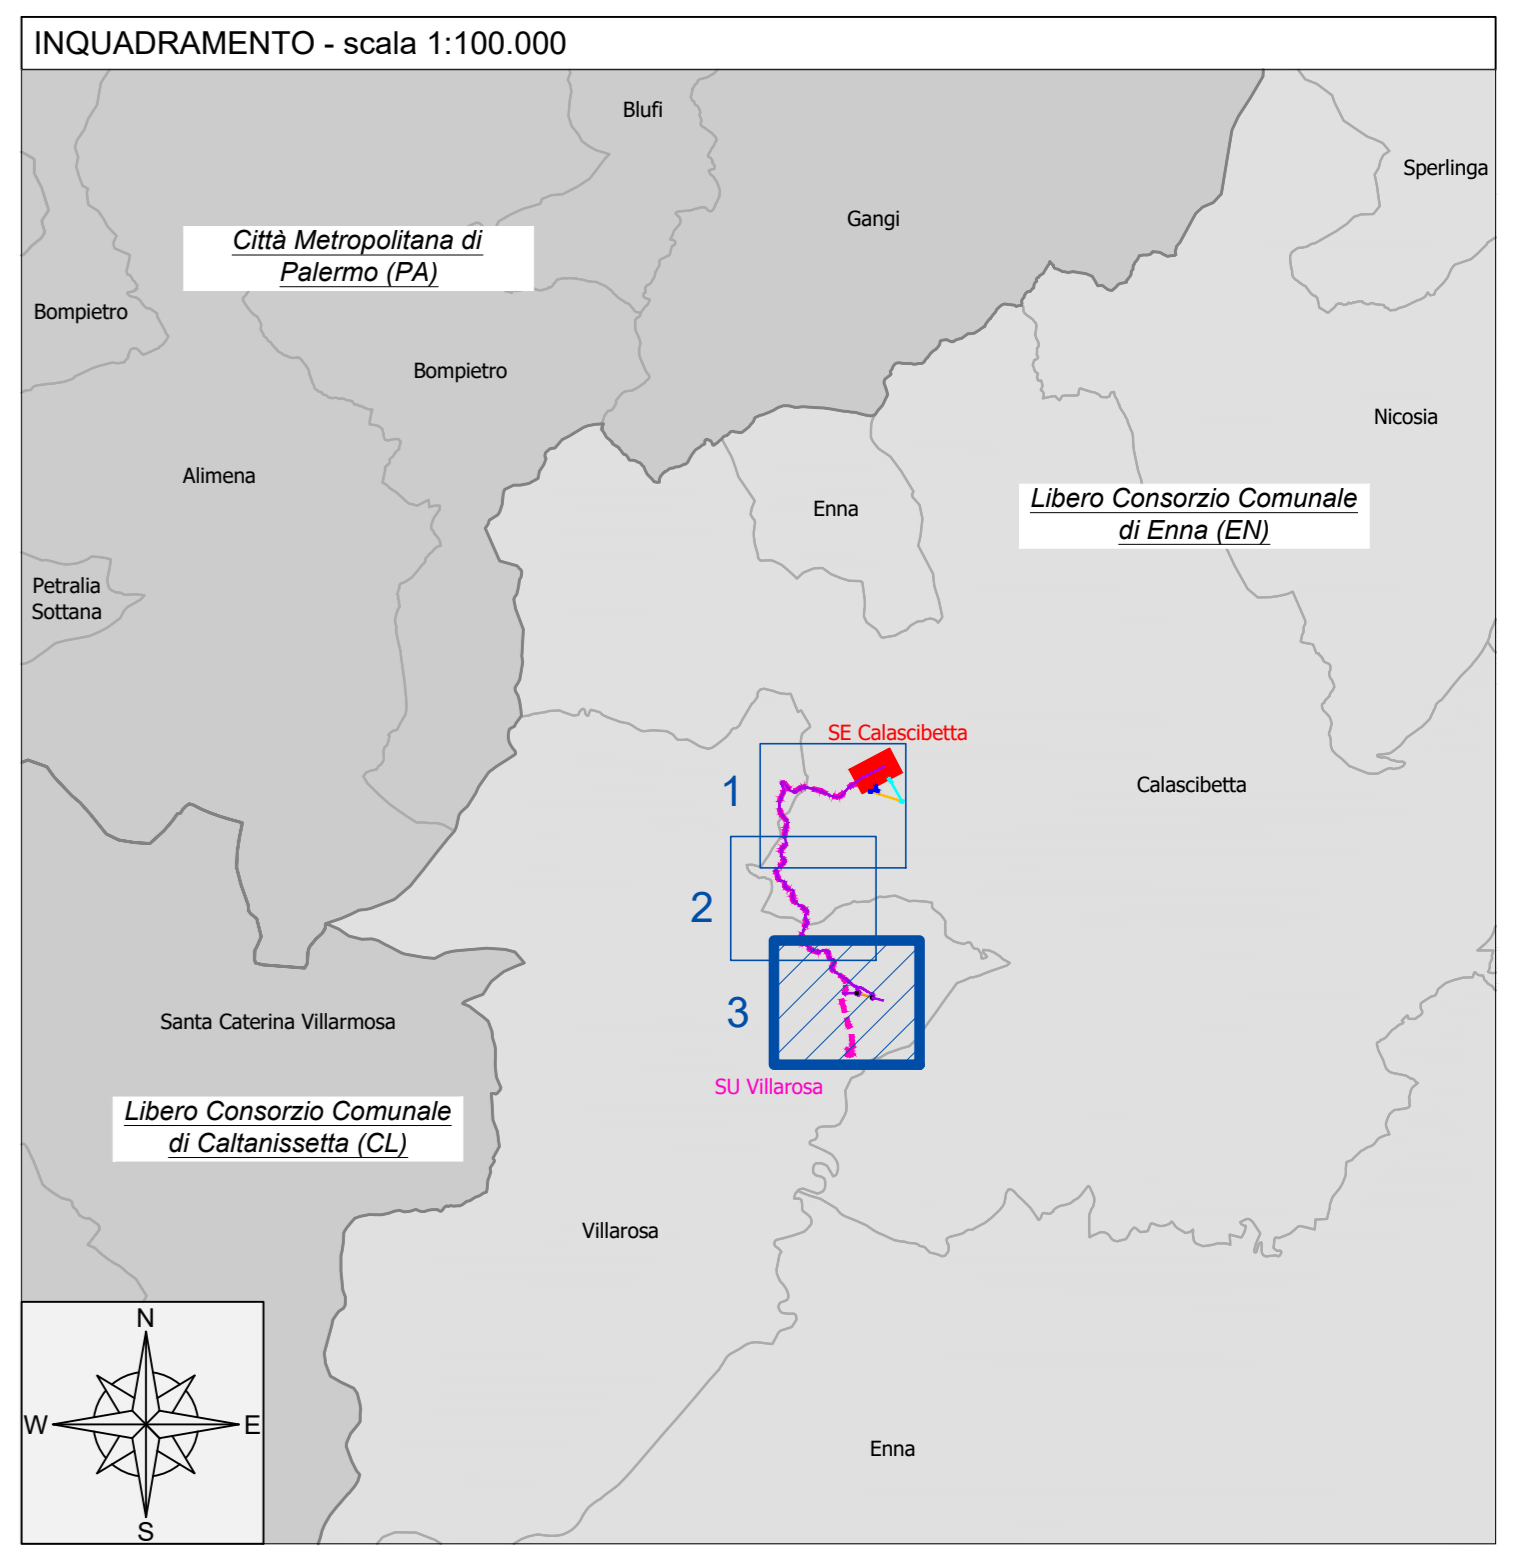 INQUADRAMENTO - scala 1:100.000
Blufi
Sperlinga
Gangi
Città Metropolitana di
Palermo (PA)
Bompietro
Bompietro
Nicosia
Alimena
Libero Consorzio Comunale
di Enna (EN)
Enna
Petralia
Sottana
SE Calascibetta
1
Calascibetta
2
3
Santa Caterina Villarmosa
SU Villarosa
Libero Consorzio Comunale
di Caltanissetta (CL)
Villarosa
N
W
E
S
Enna